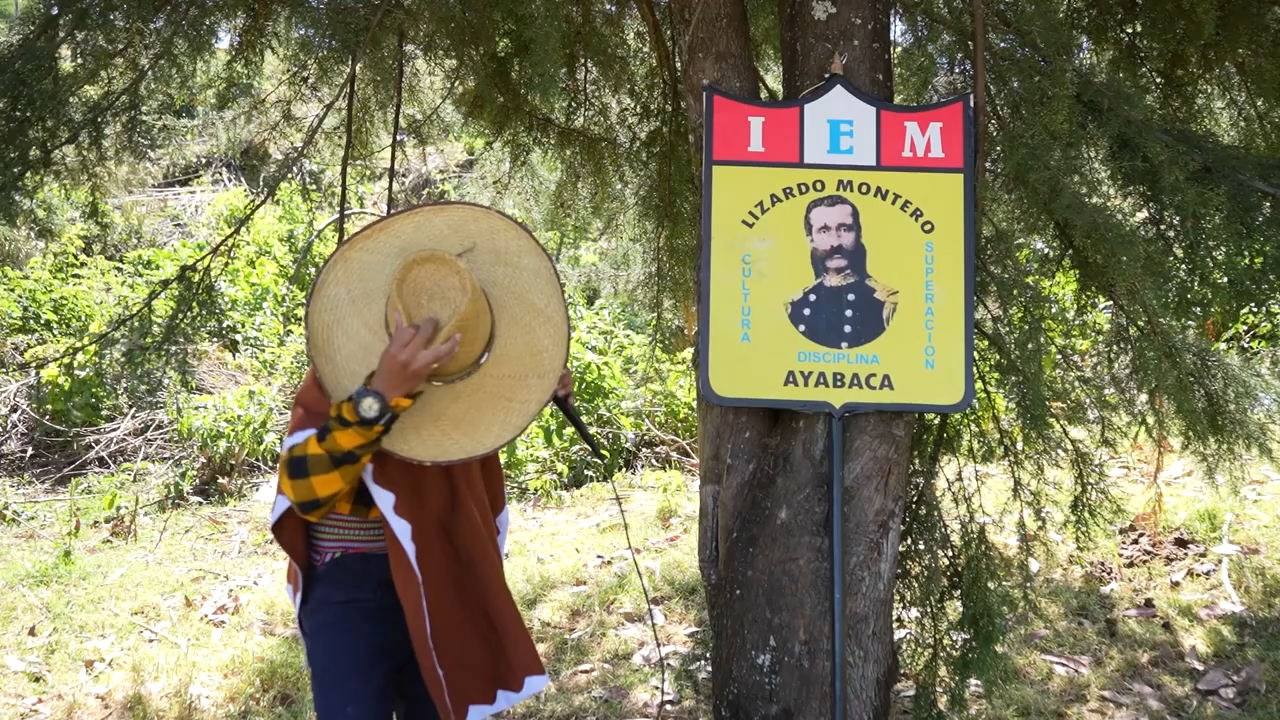 I E M
LIZARDO MONTERO
CULTURA
SUPERACION
DISCIPLINA
AYABACA